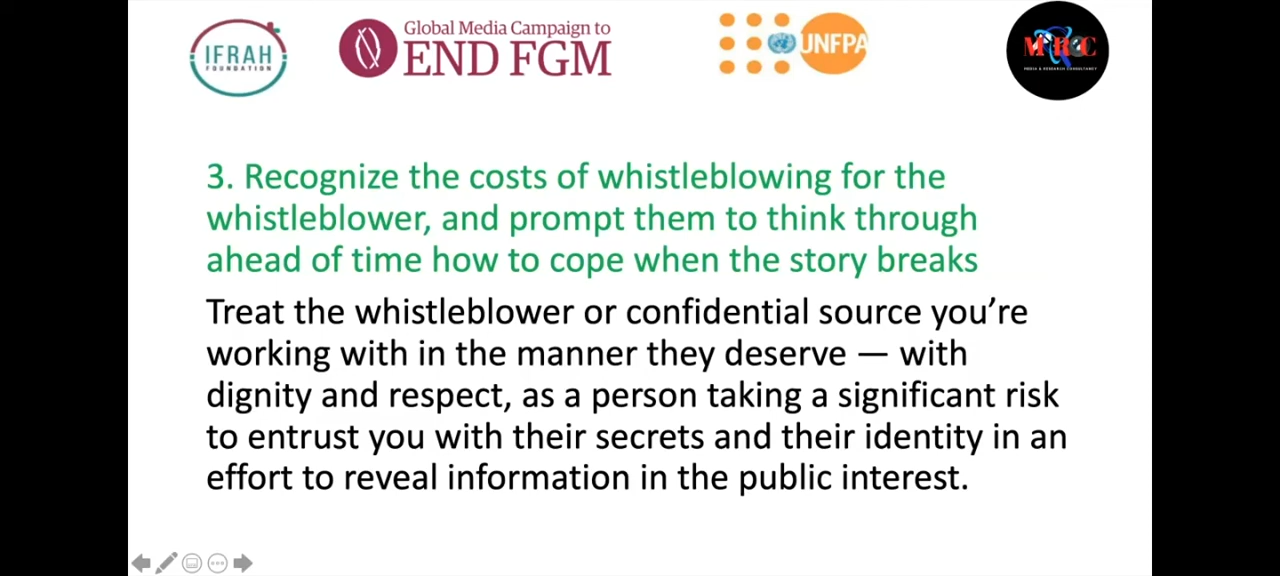 IFRAH
FOUNDATION
Global Media Campaign to
END FGM
UNFPA
MEDIA & RESEARCH CONSULTANCY
3. Recognize the costs of whistleblowing for the
whistleblower, and prompt them to think through
ahead of time how to cope when the story breaks
Treat the whistleblower or confidential source you’re
working with in the manner they deserve — with
dignity and respect, as a person taking a significant risk
to entrust you with their secrets and their identity in an
effort to reveal information in the public interest.